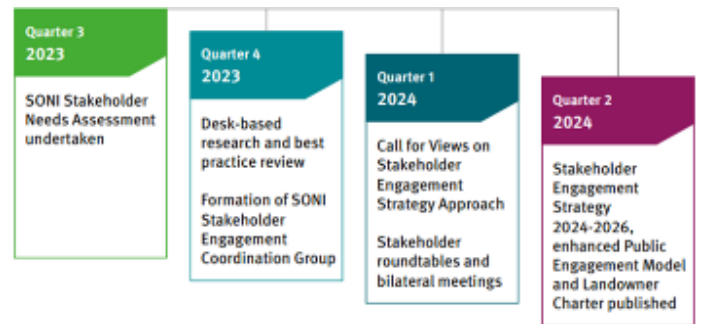 Quarter 3
2023
SONI Stakeholder
Needs Assessment
undertaken
Quarter 4
2023
Desk-based
research and best
practice review
Formation of SONI
Stakeholder
Engagement
Coordination Group
Quarter 1
2024
Call for Views on
Stakeholder
Engagement
Strategy Approach
Stakeholder
roundtables and
bilateral meetings
Quarter 2
2024
Stakeholder
Engagement
Strategy
2024-2026,
enhanced Public
Engagement Model
and Landowner
Charter published